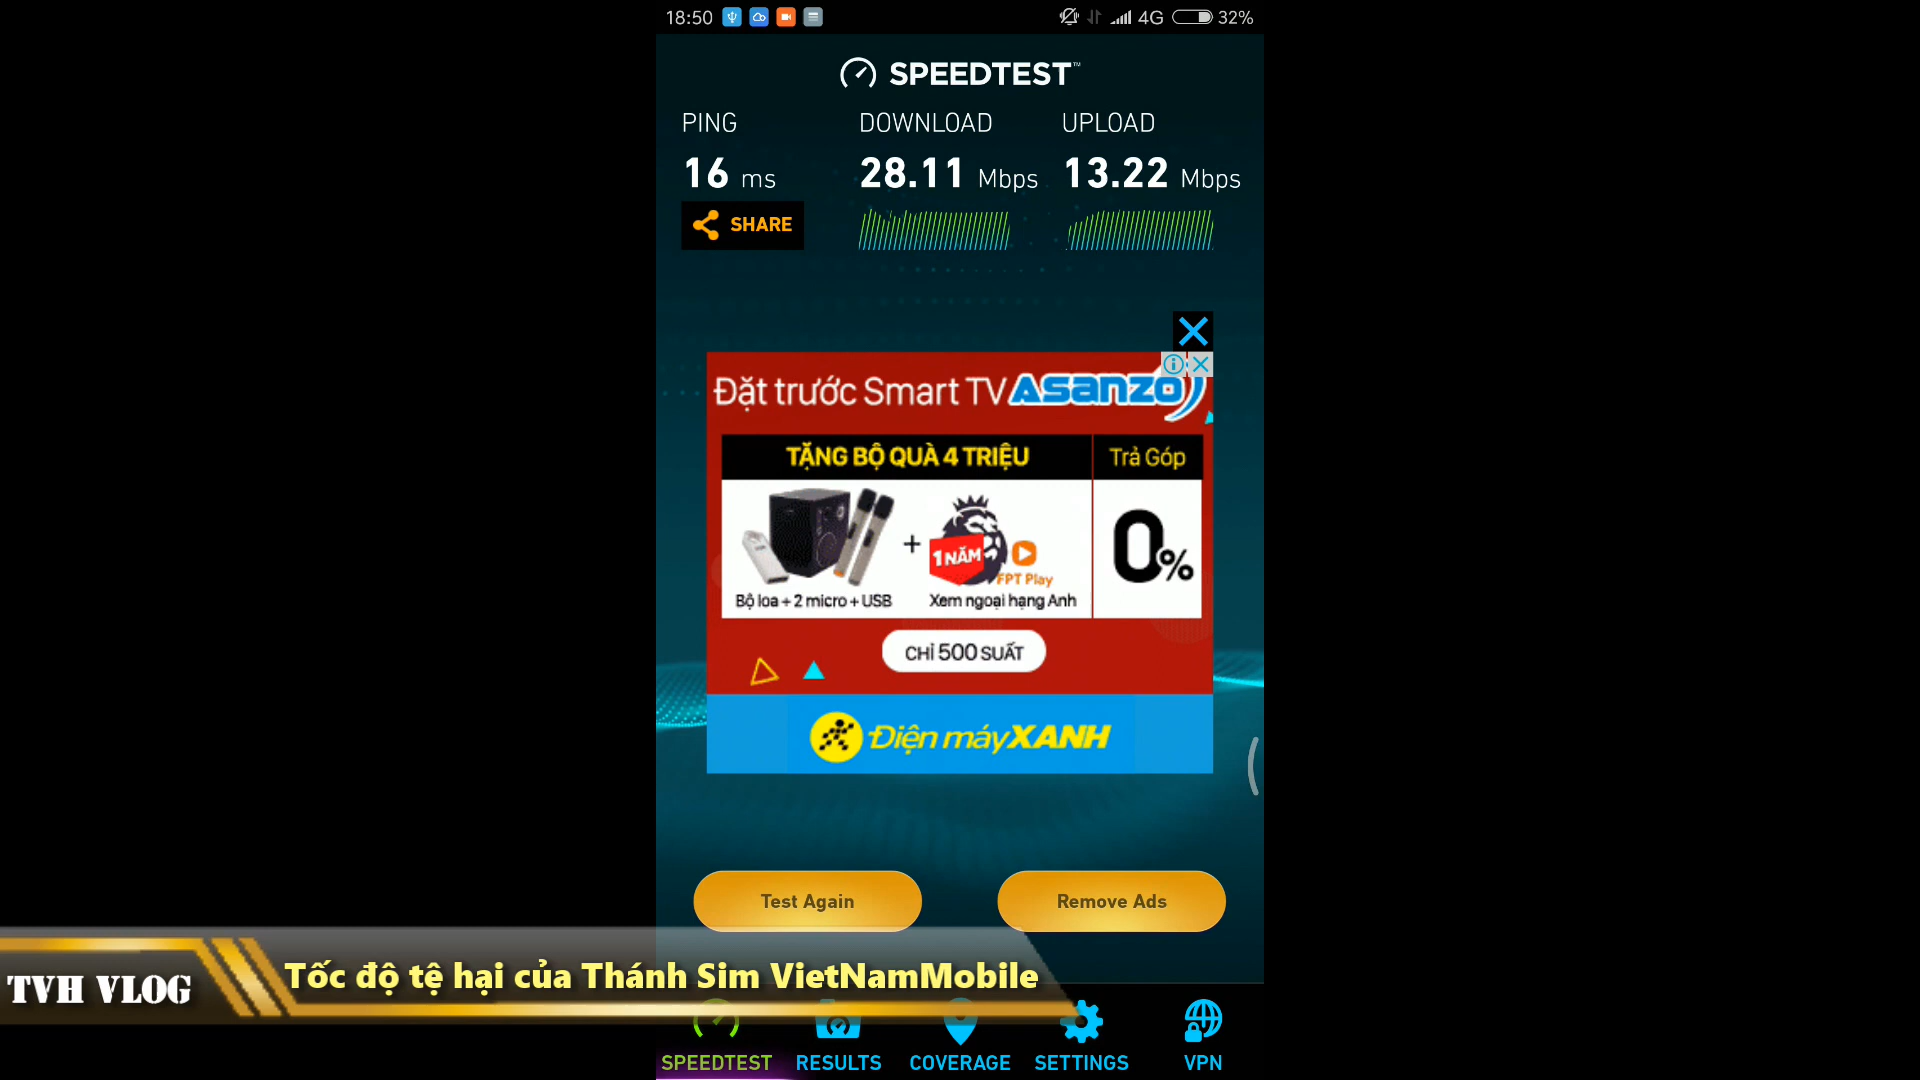 18:50 4G 32%
SPEEDTEST™
PING DOWNLOAD UPLOAD
16 ms 28.11 Mbps 13.22 Mbps
SHARE
Đặt trước Smart TV Asanzo
TẶNG BỘ QUÀ 4 TRIỆU Trả Góp
1 NĂM
FPT Play
0%
Bộ loa + 2 micro + USB + Xem ngoại hạng Anh
CHỈ 500 SUẤT
Điện máy XANH
Test Again Remove Ads
TVH VLOG Tốc độ tệ hại của Thánh Sim VietNamMobile
SPEEDTEST RESULTS COVERAGE SETTINGS VPN